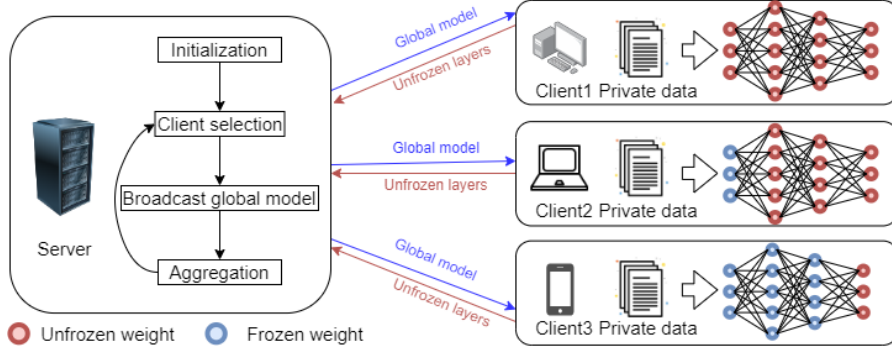 Initialization
Client selection
Broadcast global model
Aggregation
Server
Global model
Unfrozen layers
Client1 Private data
Global model
Unfrozen layers
Client2 Private data
Global model
Unfrozen layers
Client3 Private data
Unfrozen weight
Frozen weight